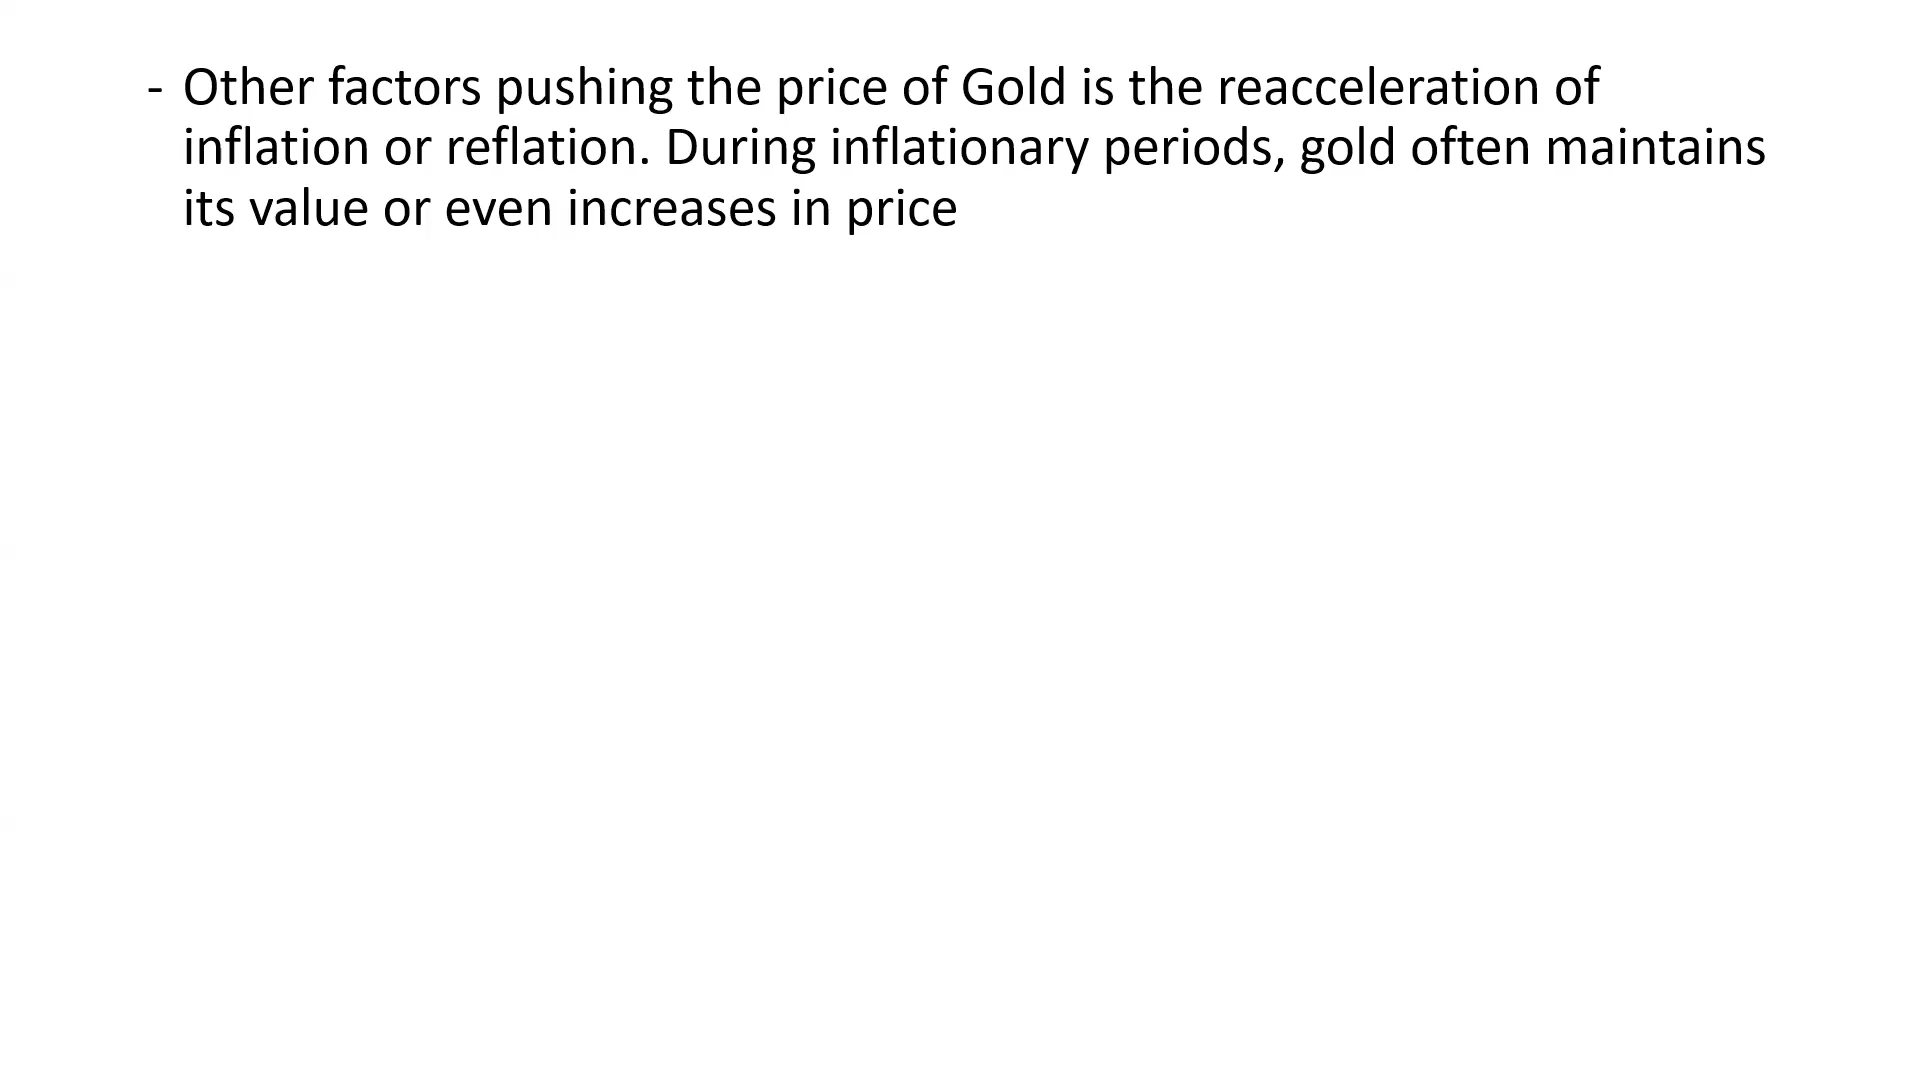 - Other factors pushing the price of Gold is the reacceleration of
inflation or reflation. During inflationary periods, gold often maintains
its value or even increases in price